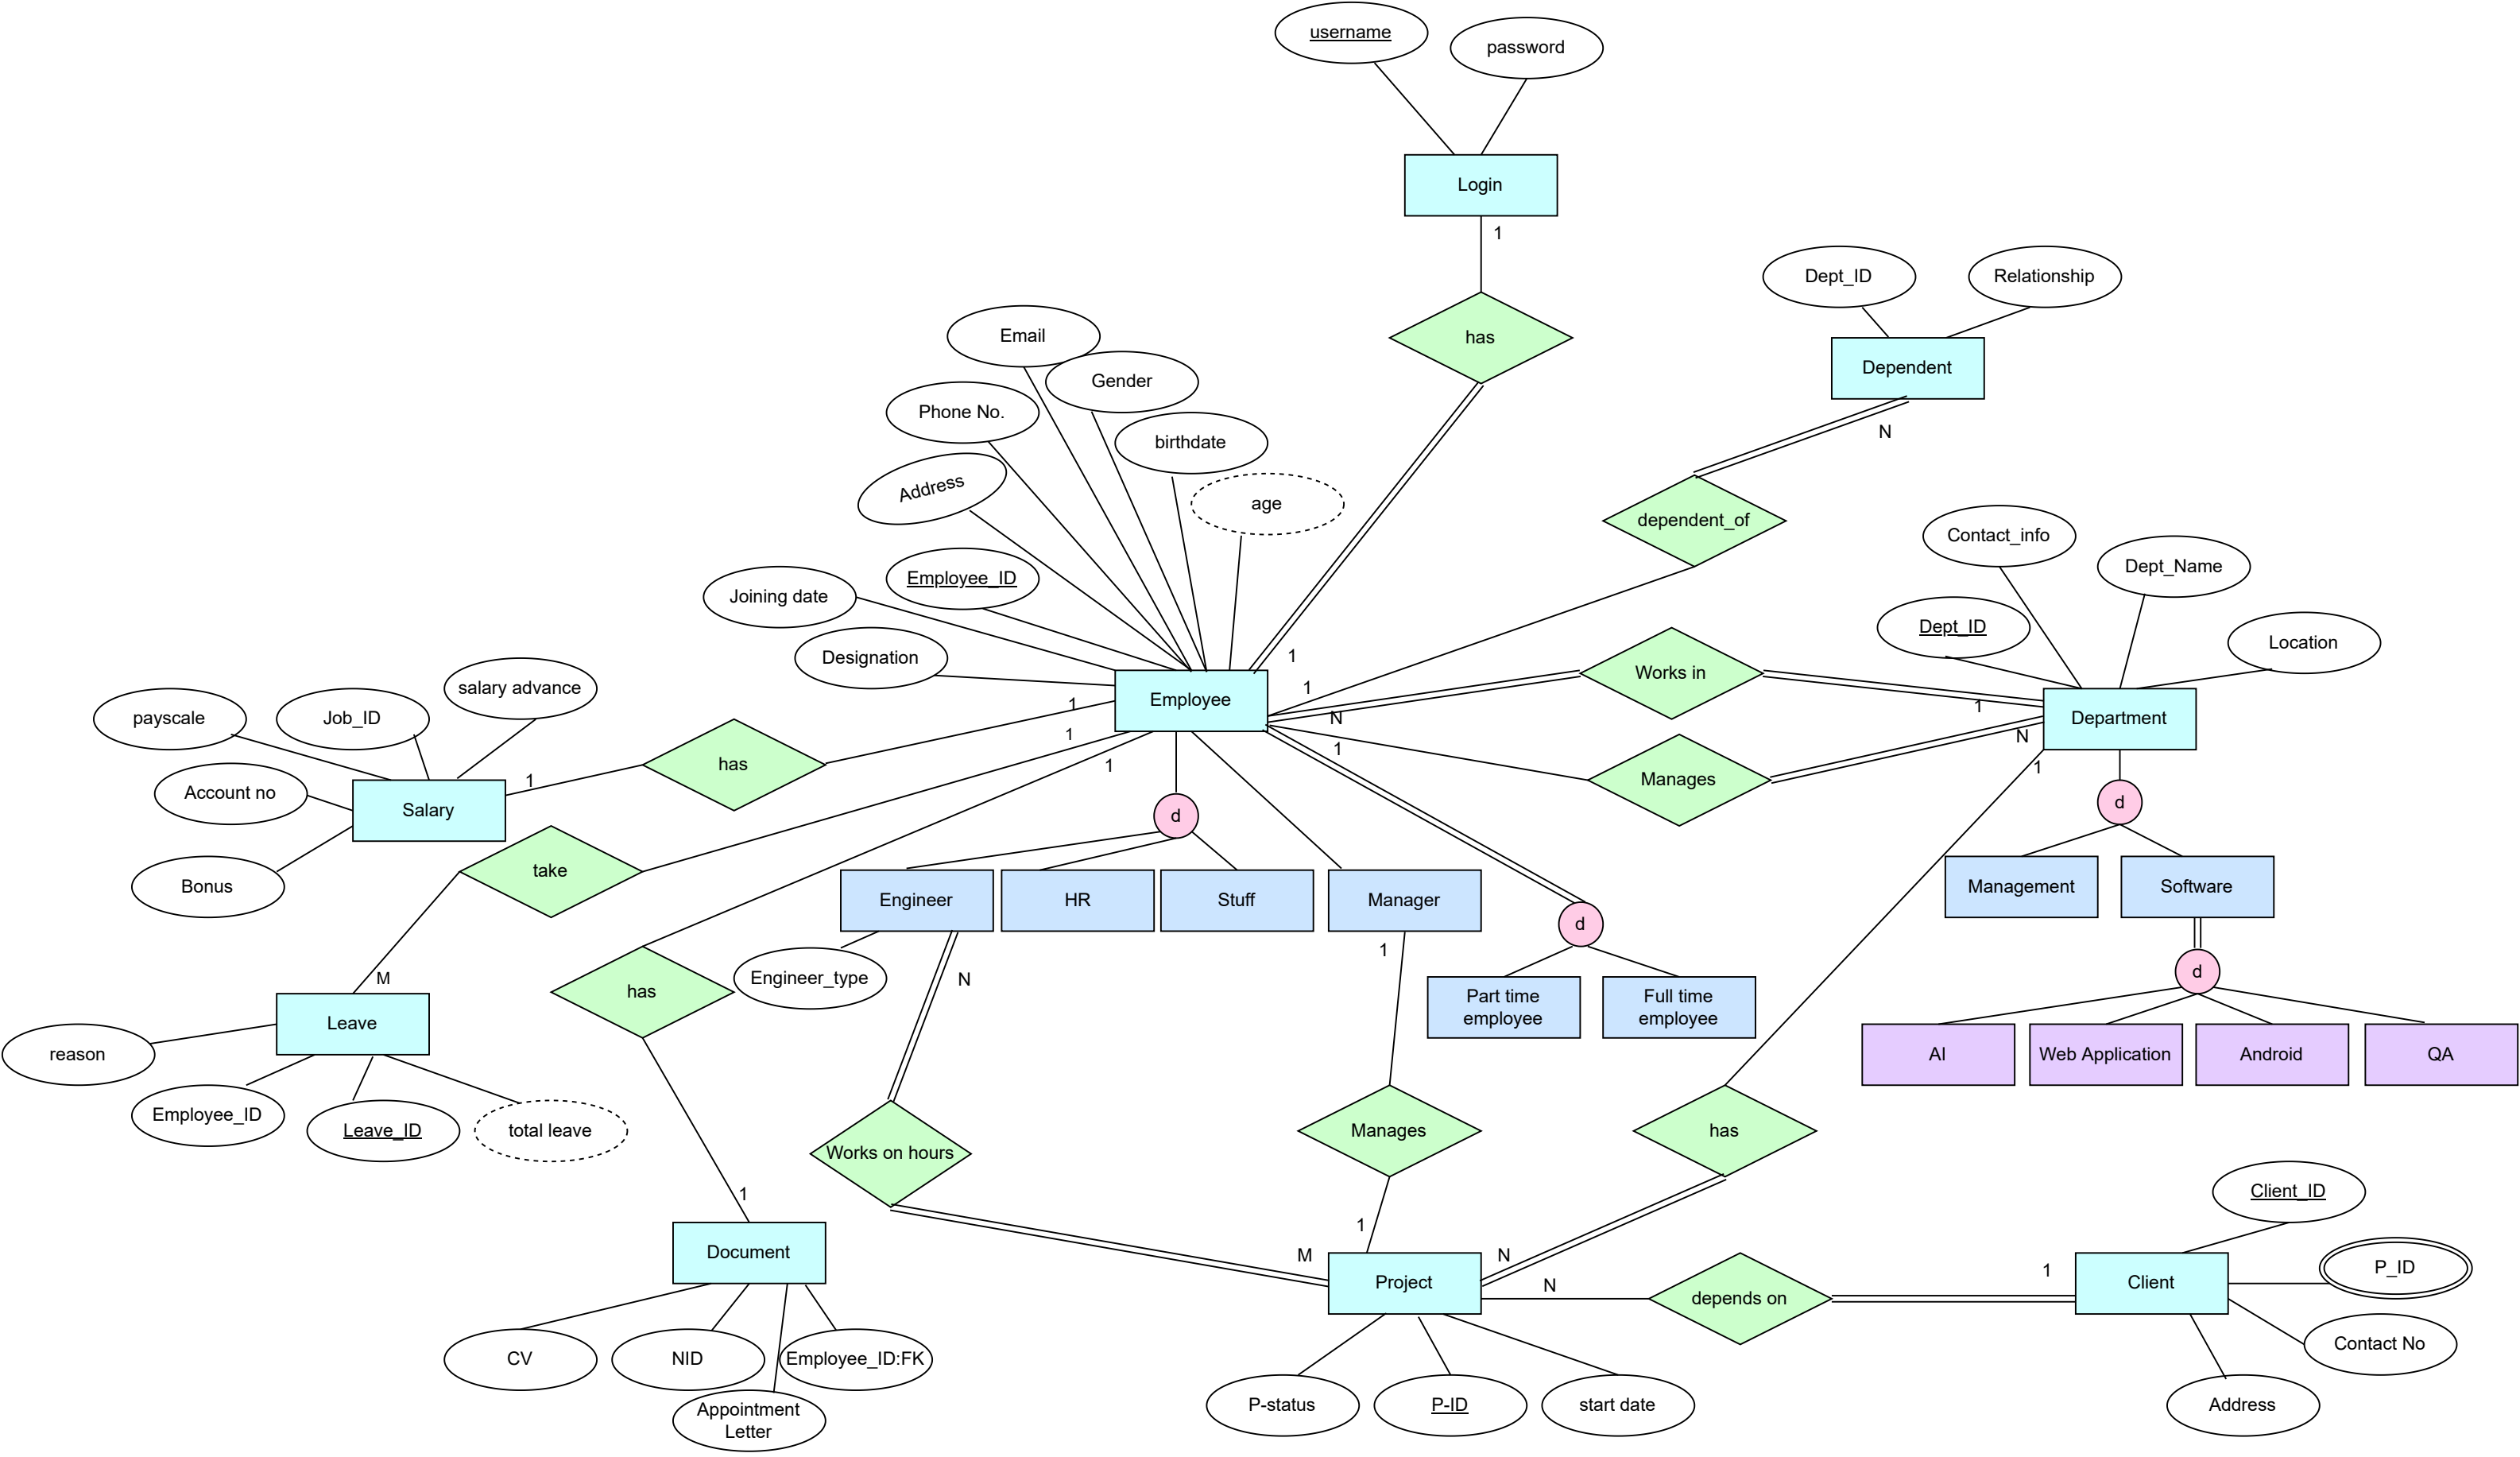 username
password
Login
1
Dept_ID
Relationship
has
Email
Dependent
Gender
Phone No.
N
birthdate
Address
age
dependent_of
Contact_info
Dept_Name
Employee_ID
Joining date
Dept_ID
Location
Designation
1
Works in
salary advance
1
Employee
payscale
Job_ID
1
N
1
Department
1
N
has
1
Manages
1
1
1
Account no
Salary
d
d
take
Bonus
Engineer
HR
Stuff
Manager
Management
Software
d
1
M
N
has
Engineer_type
Part time
employee
Full time
employee
d
Leave
reason
AI
Web Application
Android
QA
Employee_ID
Leave_ID
total leave
Works on hours
Manages
has
1
Client_ID
1
Document
M
N
P_ID
Project
N
depends on
1
Client
CV
NID
Employee_ID:FK
Contact No
Appointment
Letter
P-status
P-ID
start date
Address